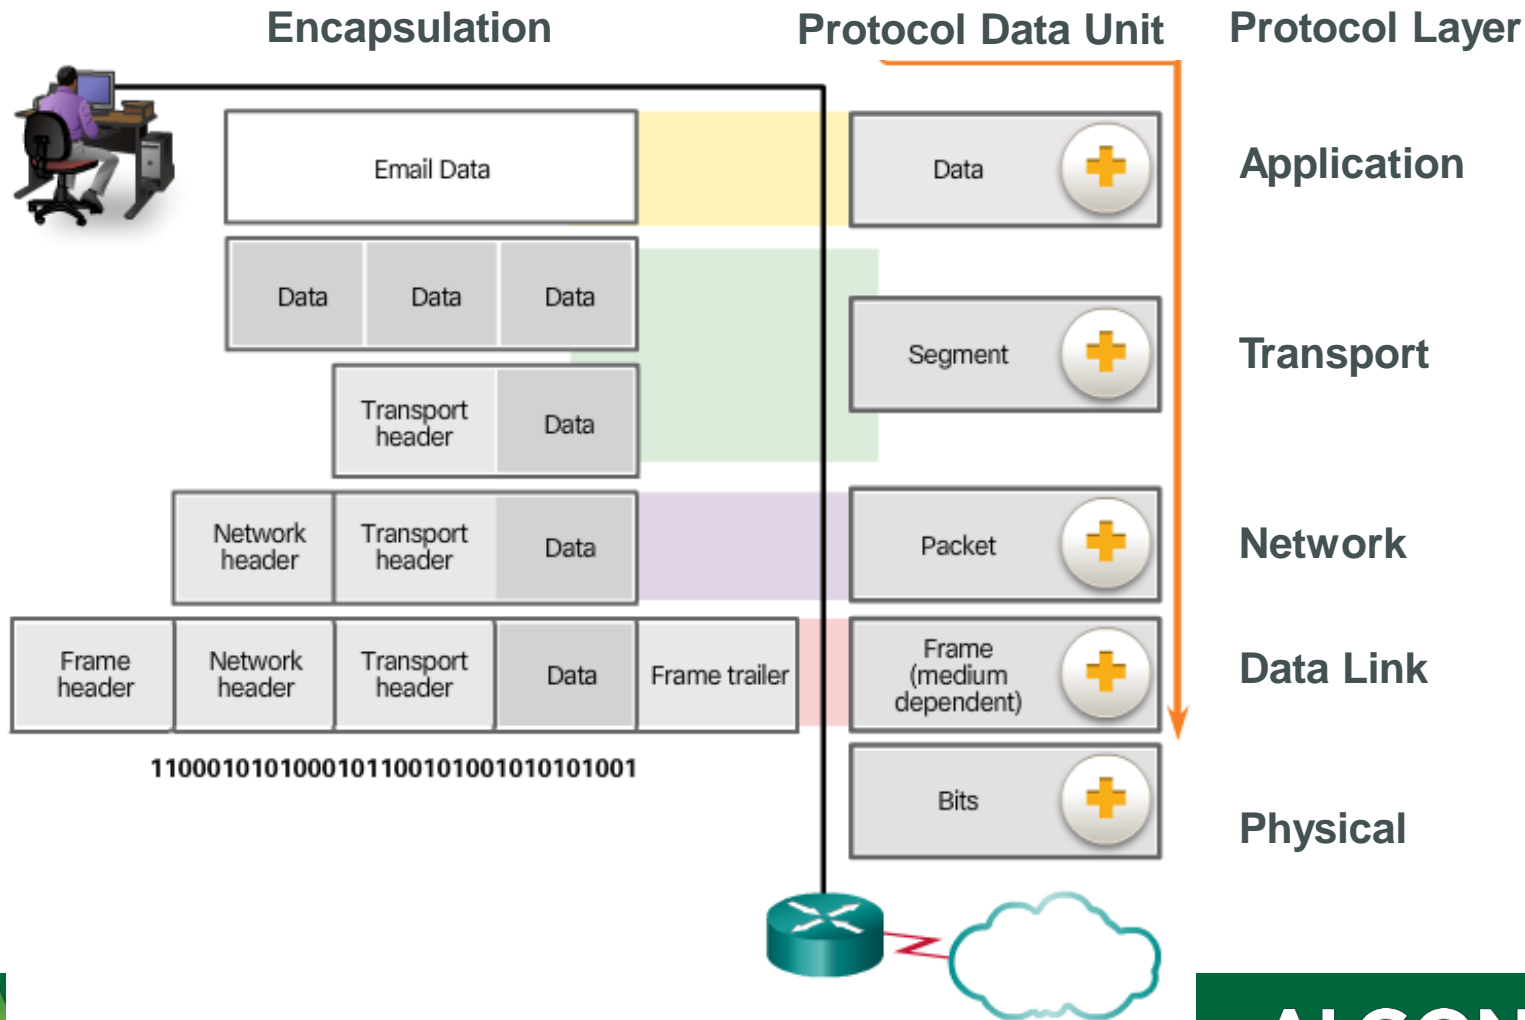 Encapsulation
Protocol Data Unit
Protocol Layer
Email Data
Data
Application
Data
Data
Data
Segment
Transport
Transport
header
Data
Network
header
Transport
header
Data
Packet
Network
Frame
header
Network
header
Transport
header
Data
Frame trailer
Frame
(medium
dependent)
Data Link
1100010101000101100101001010101001
Bits
Physical